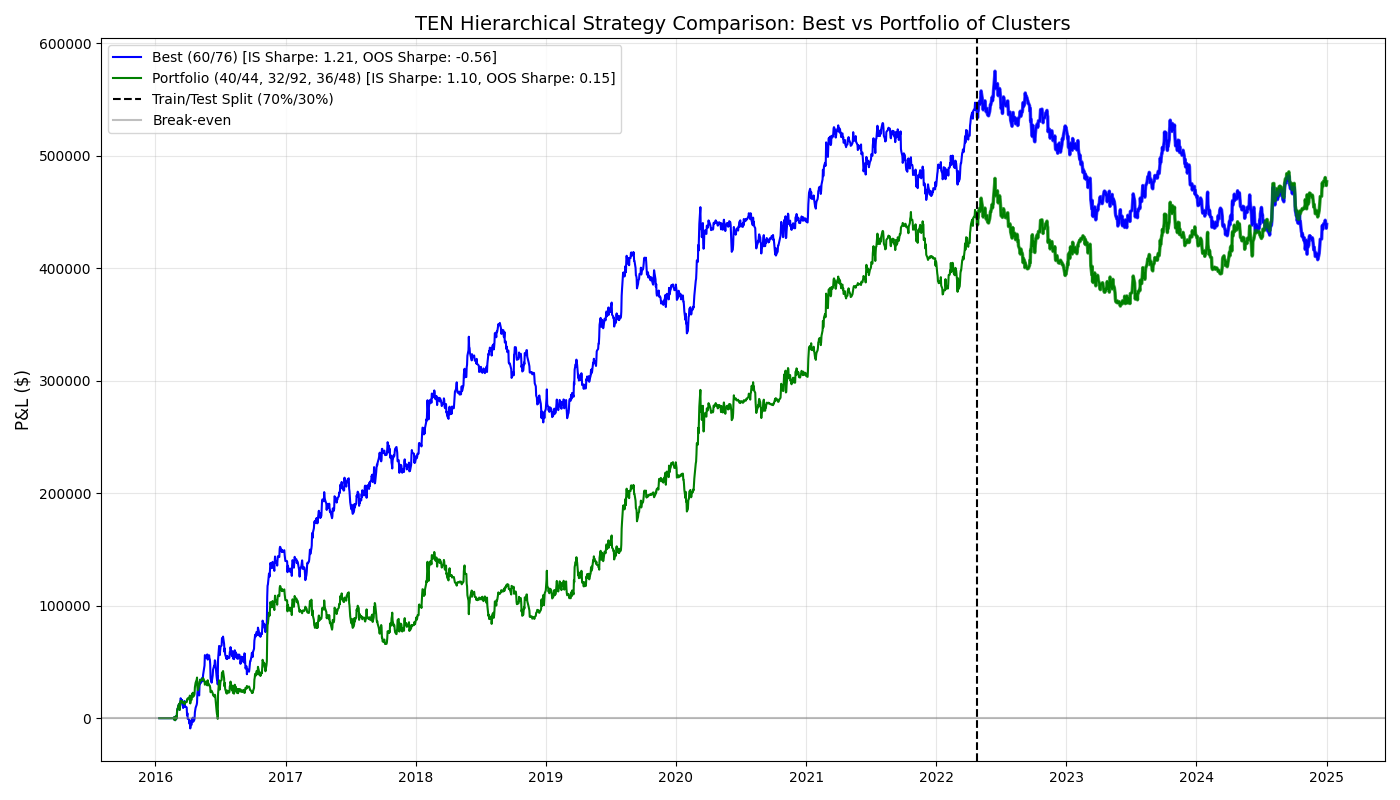 TEN Hierarchical Strategy Comparison: Best vs Portfolio of Clusters
Best (60/76) [IS Sharpe: 1.21, OOS Sharpe: -0.56]
Portfolio (40/44, 32/92, 36/48) [IS Sharpe: 1.10, OOS Sharpe: 0.15]
Train/Test Split (70%/30%)
Break-even
P&L ($)
600000
500000
400000
300000
200000
100000
0
2016 2017 2018 2019 2020 2021 2022 2023 2024 2025